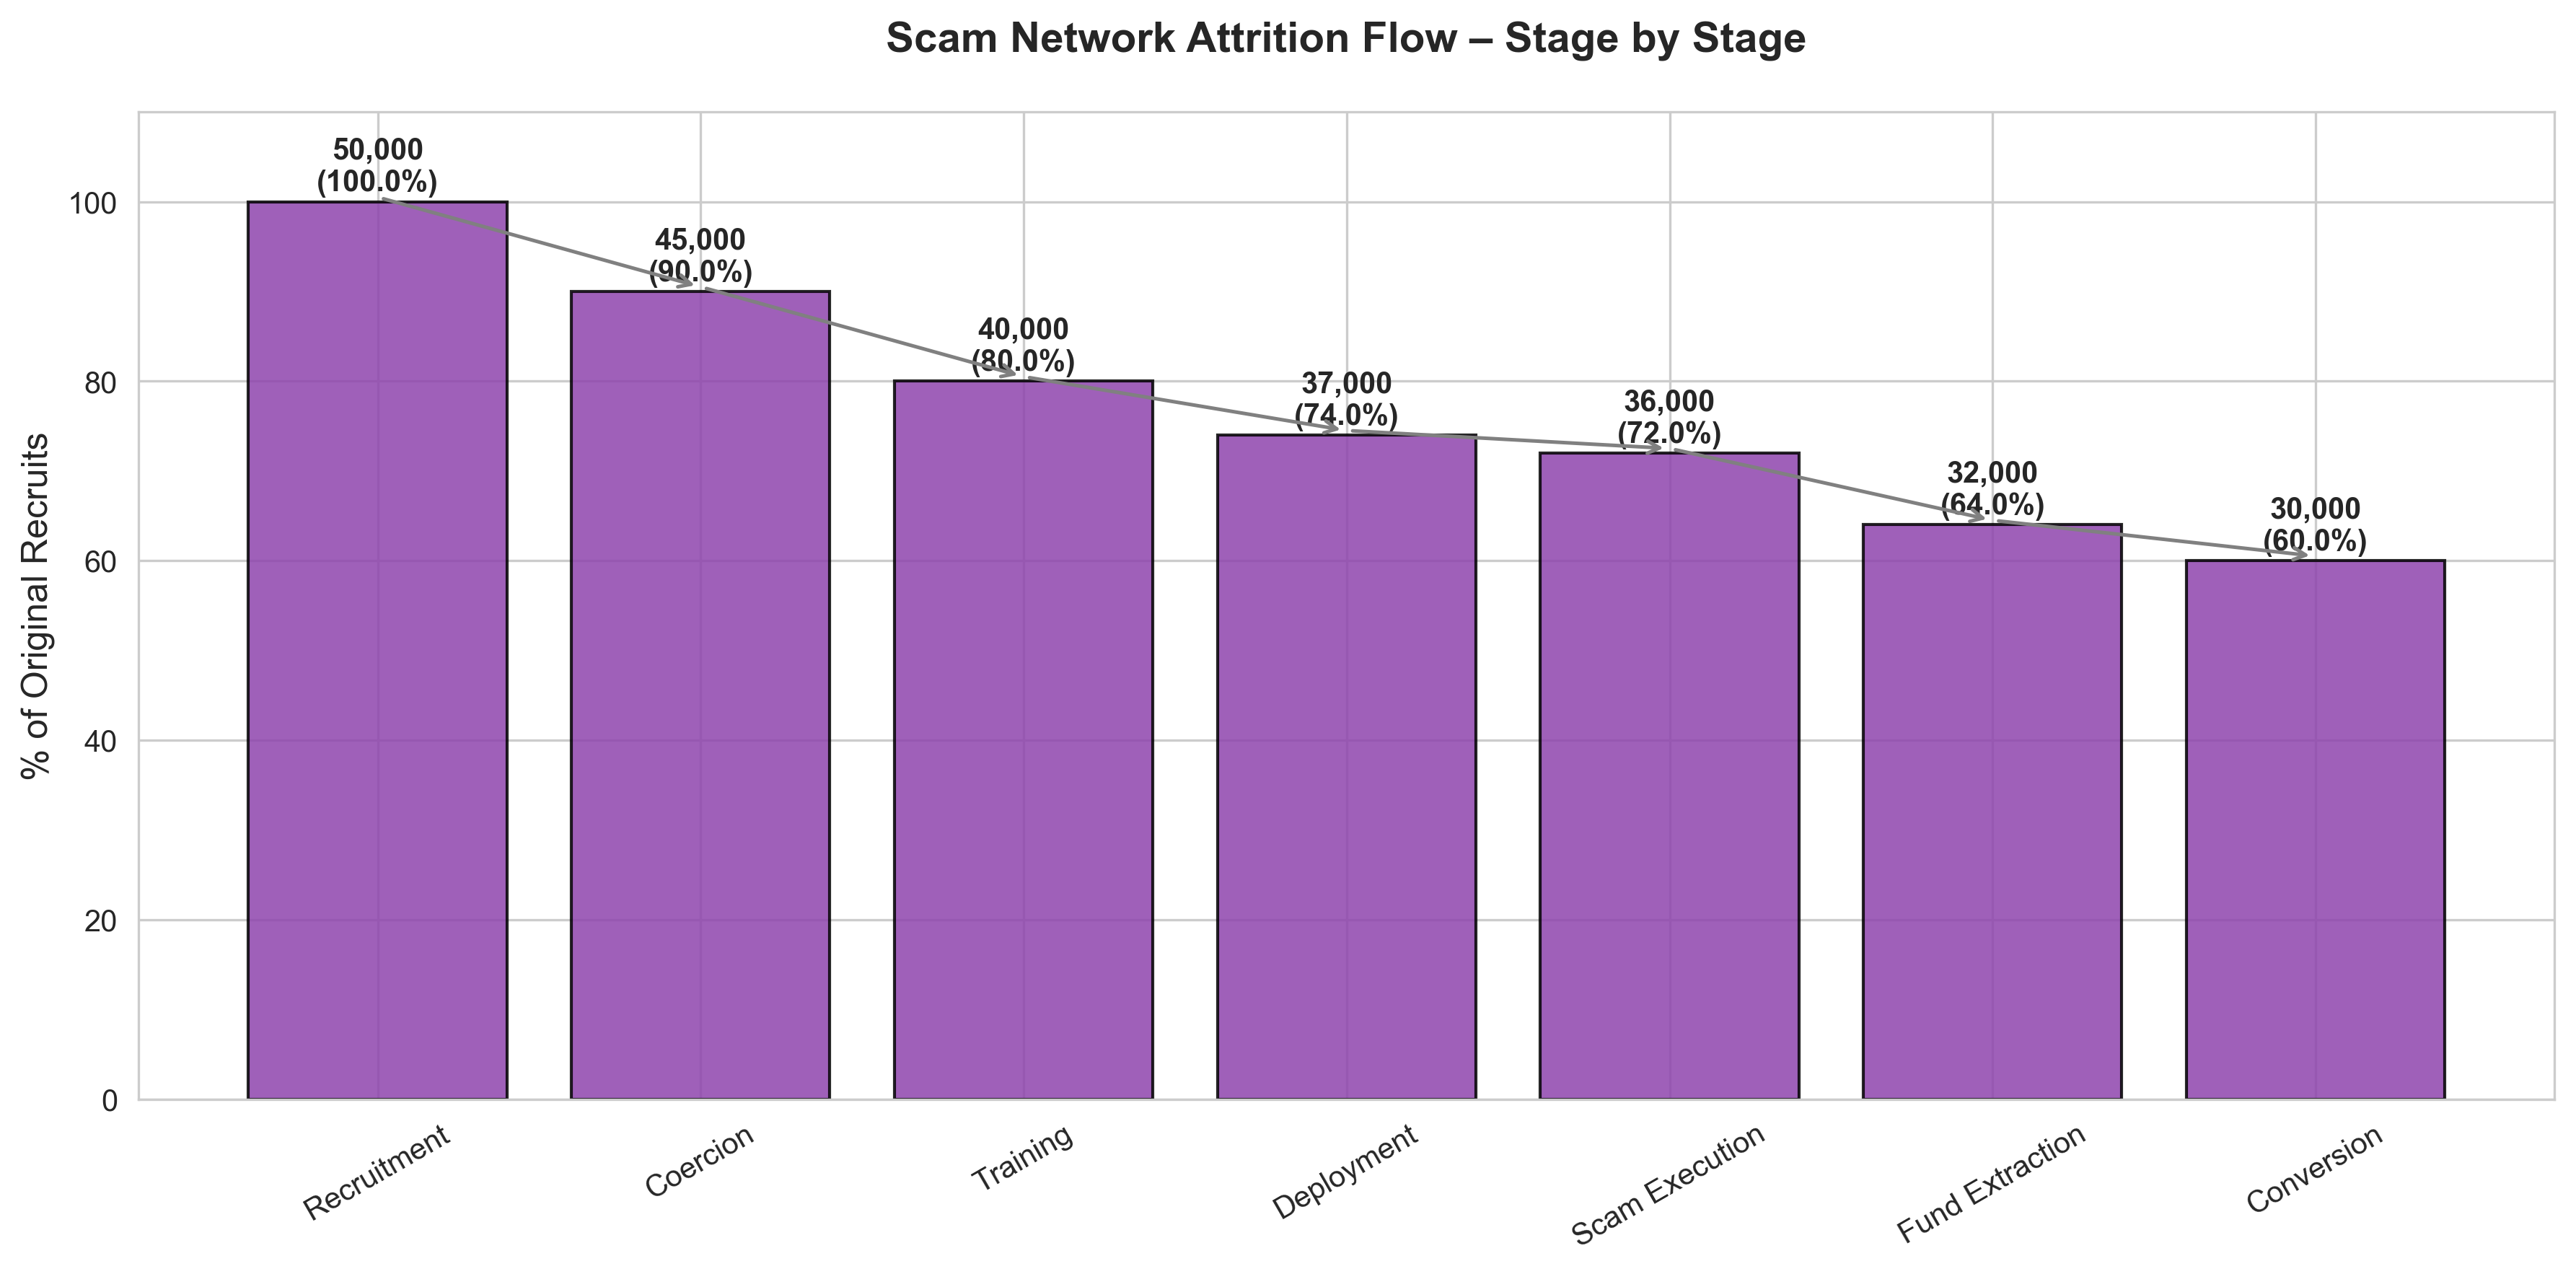 Scam Network Attrition Flow – Stage by Stage
% of Original Recruits
100
80
60
40
20
0
50,000
(100.0%)
45,000
(90.0%)
40,000
(80.0%)
37,000
(74.0%)
36,000
(72.0%)
32,000
(64.0%)
30,000
(60.0%)
Recruitment
Coercion
Training
Deployment
Scam Execution
Fund Extraction
Conversion